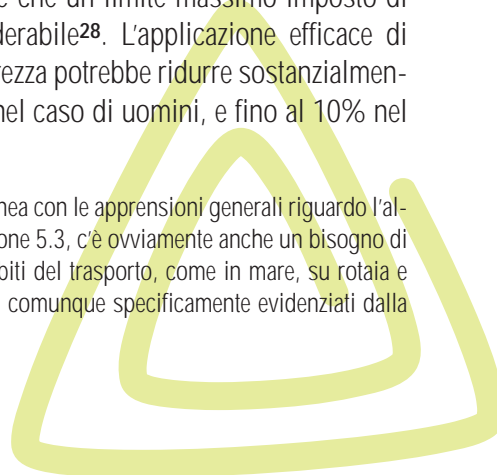 che un limite massimo imposto di
derabile28. L'applicazione efficace di
rezza potrebbe ridurre sostanzialmen-
nel caso di uomini, e fino al 10% nel
nea con le apprensioni generali riguardo l'al-
one 5.3, c'è ovviamente anche un bisogno di
biti del trasporto, come in mare, su rotaia e
comunque specificamente evidenziati dalla